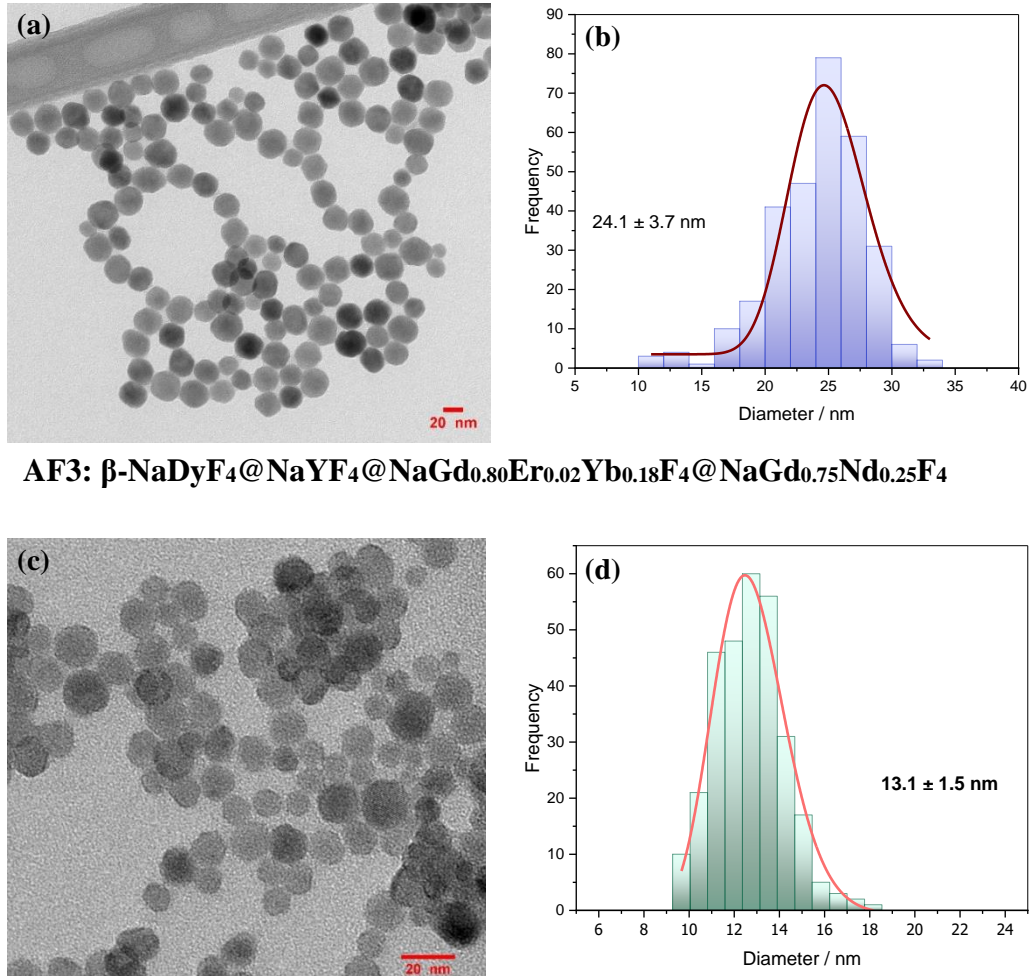 (a)
20 nm
(b)
90
80
70
60
50
40
30
20
10
0
Frequency
24.1 ± 3.7 nm
5 10 15 20 25 30 35 40
Diameter / nm
AF3: β-NaDyF₄@NaYF₄@NaGd₀.₈₀Er₀.₀₂Yb₀.₁₈F₄@NaGd₀.₇₅Nd₀.₂₅F₄
(c)
20 nm
(d)
60
50
40
30
20
10
0
Frequency
13.1 ± 1.5 nm
6 8 10 12 14 16 18 20 22 24
Diameter / nm